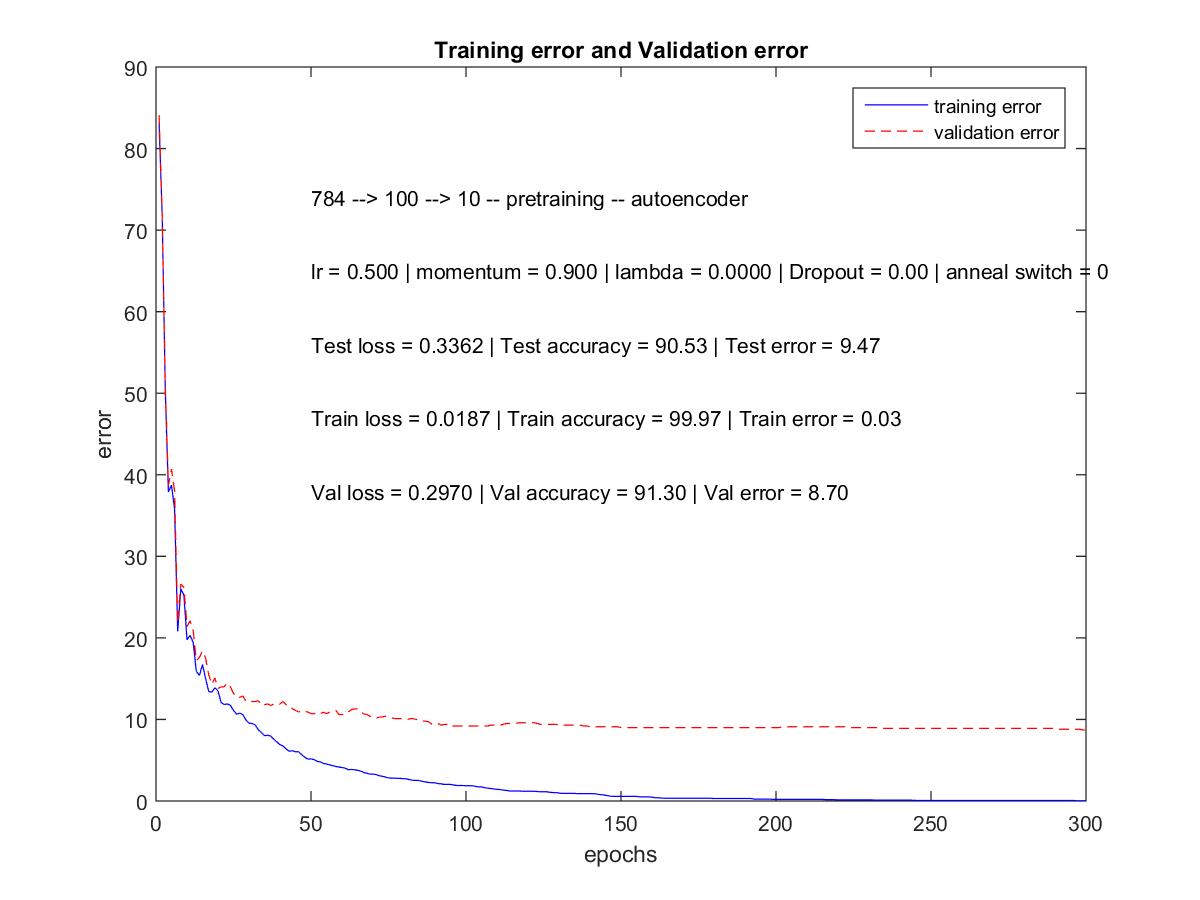 Training error and Validation error
90
80
70
60
50
40
30
20
10
0
error
training error
validation error
784 --> 100 --> 10 -- pretraining -- autoencoder
lr = 0.500 | momentum = 0.900 | lambda = 0.0000 | Dropout = 0.00 | anneal switch = 0
Test loss = 0.3362 | Test accuracy = 90.53 | Test error = 9.47
Train loss = 0.0187 | Train accuracy = 99.97 | Train error = 0.03
Val loss = 0.2970 | Val accuracy = 91.30 | Val error = 8.70
0 50 100 150 200 250 300
epochs